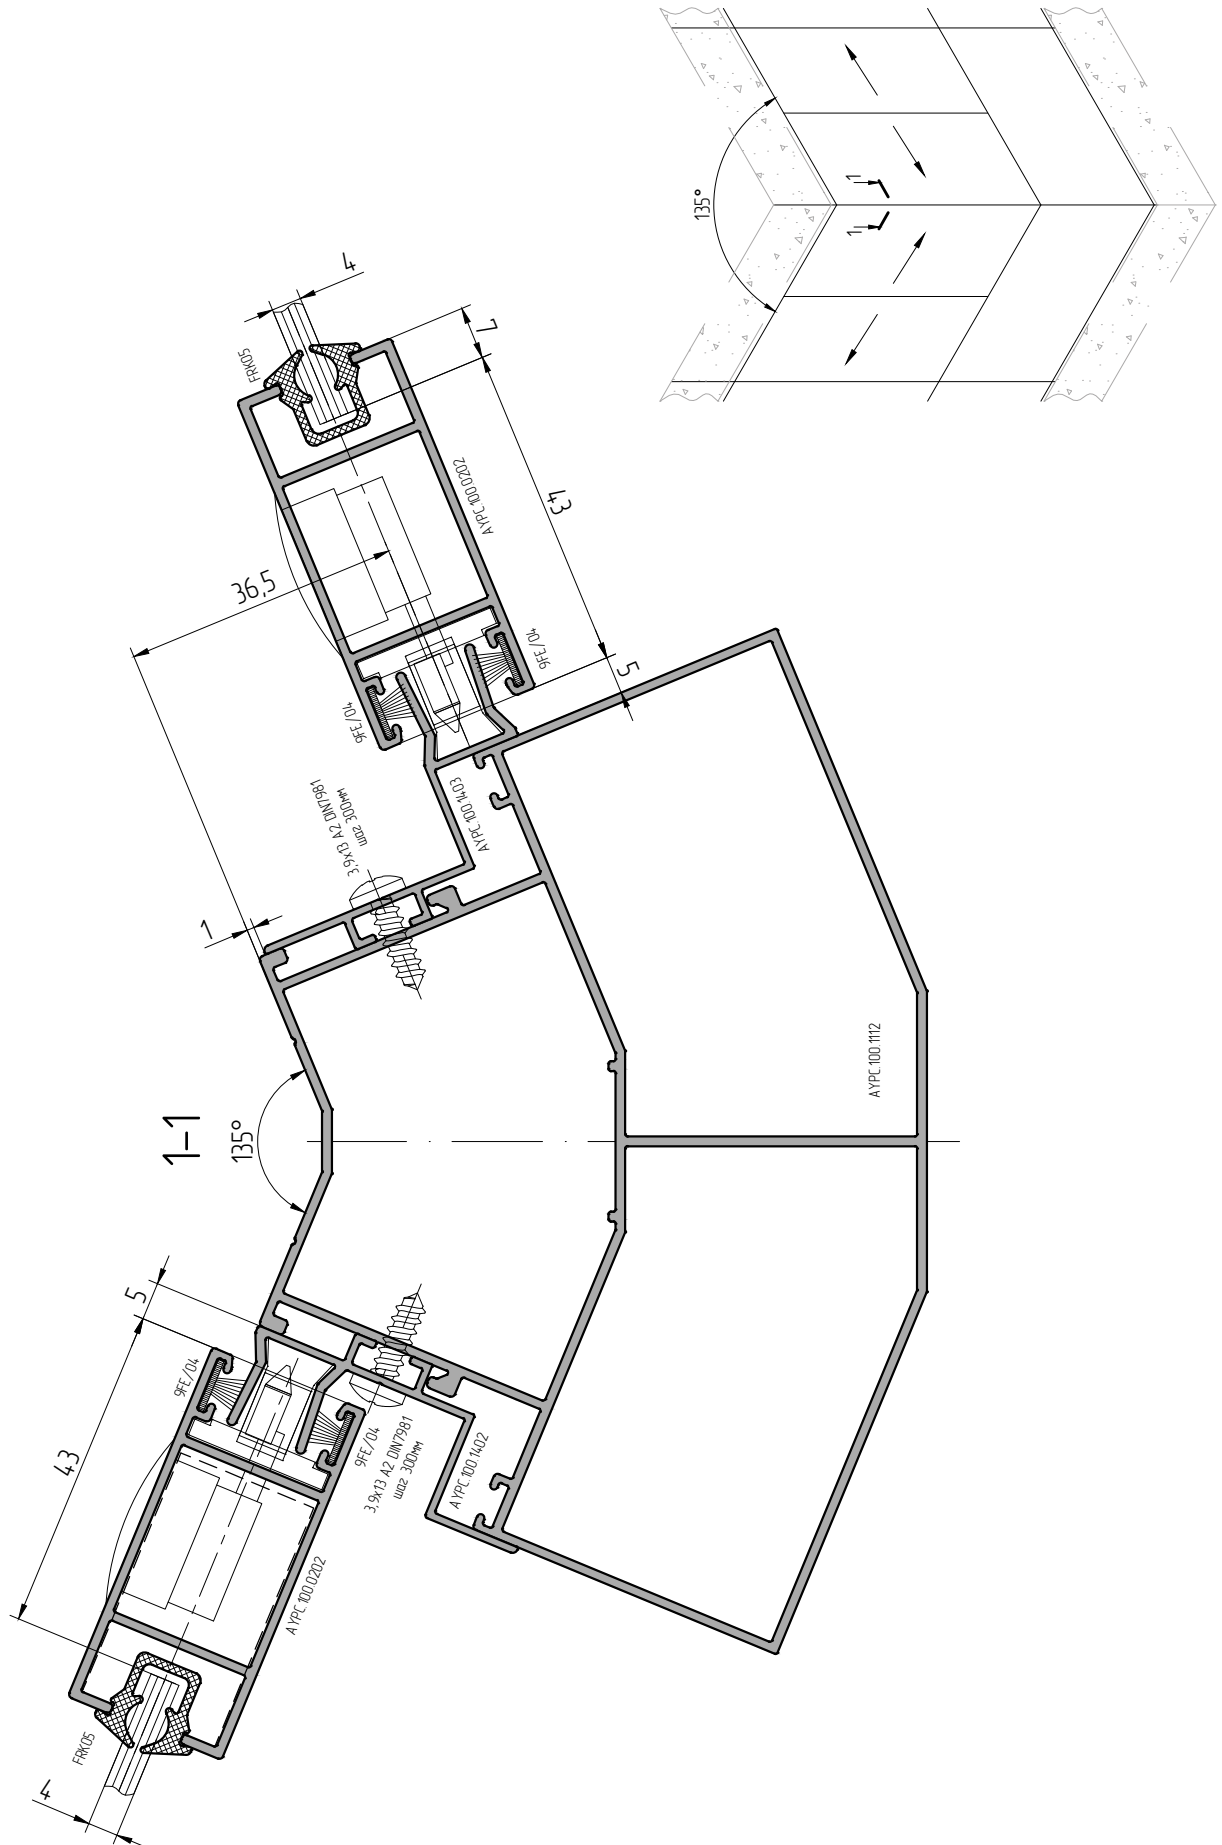 135°
1
1
4
FRK05
7
AYPC.100.0202
43
36,5
9FE/04
5
9FE/04
3,9x13 A2 DIN7981
шаг 300мм
AYPC.100.1403
1
AYPC.100.1112
1-1
135°
5
43
9FE/04
9FE/04
3,9x13 A2 DIN7981
шаг 300мм
AYPC.100.1402
AYPC.100.0202
FRK05
4